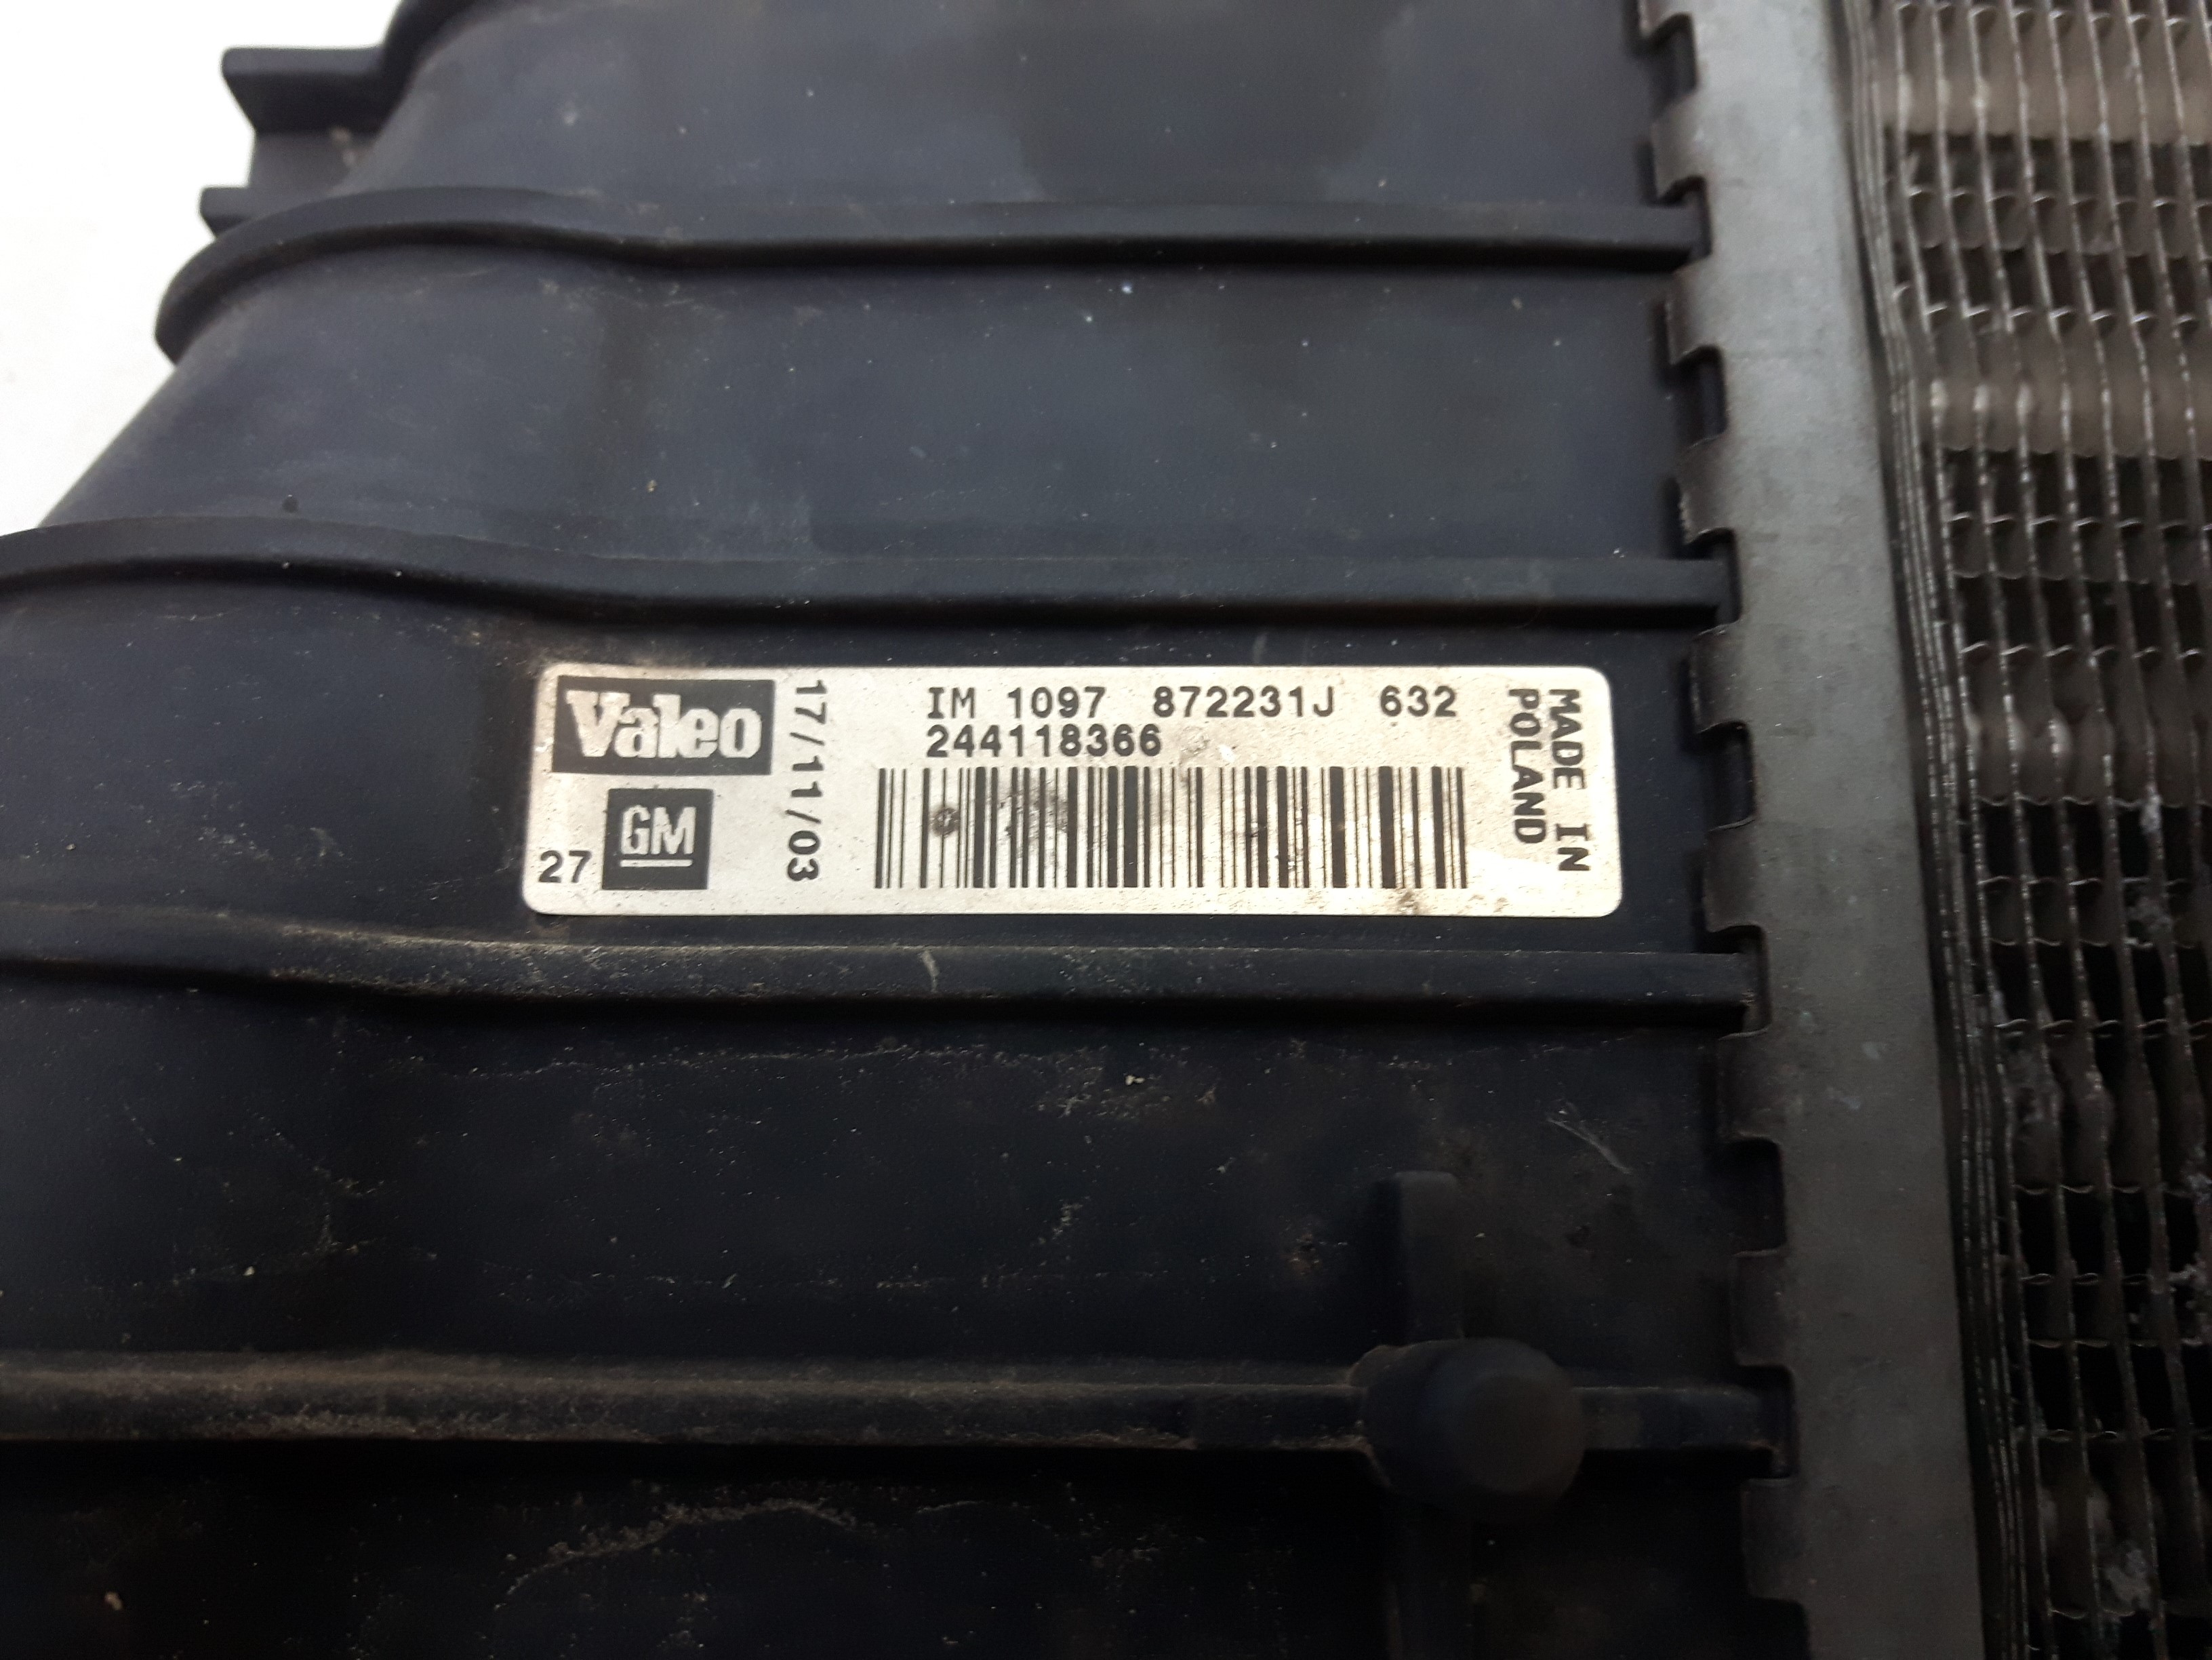 Valeo
GM
27
17/11/03
IM 1097 872231J 632
244118366
MADE IN
POLAND